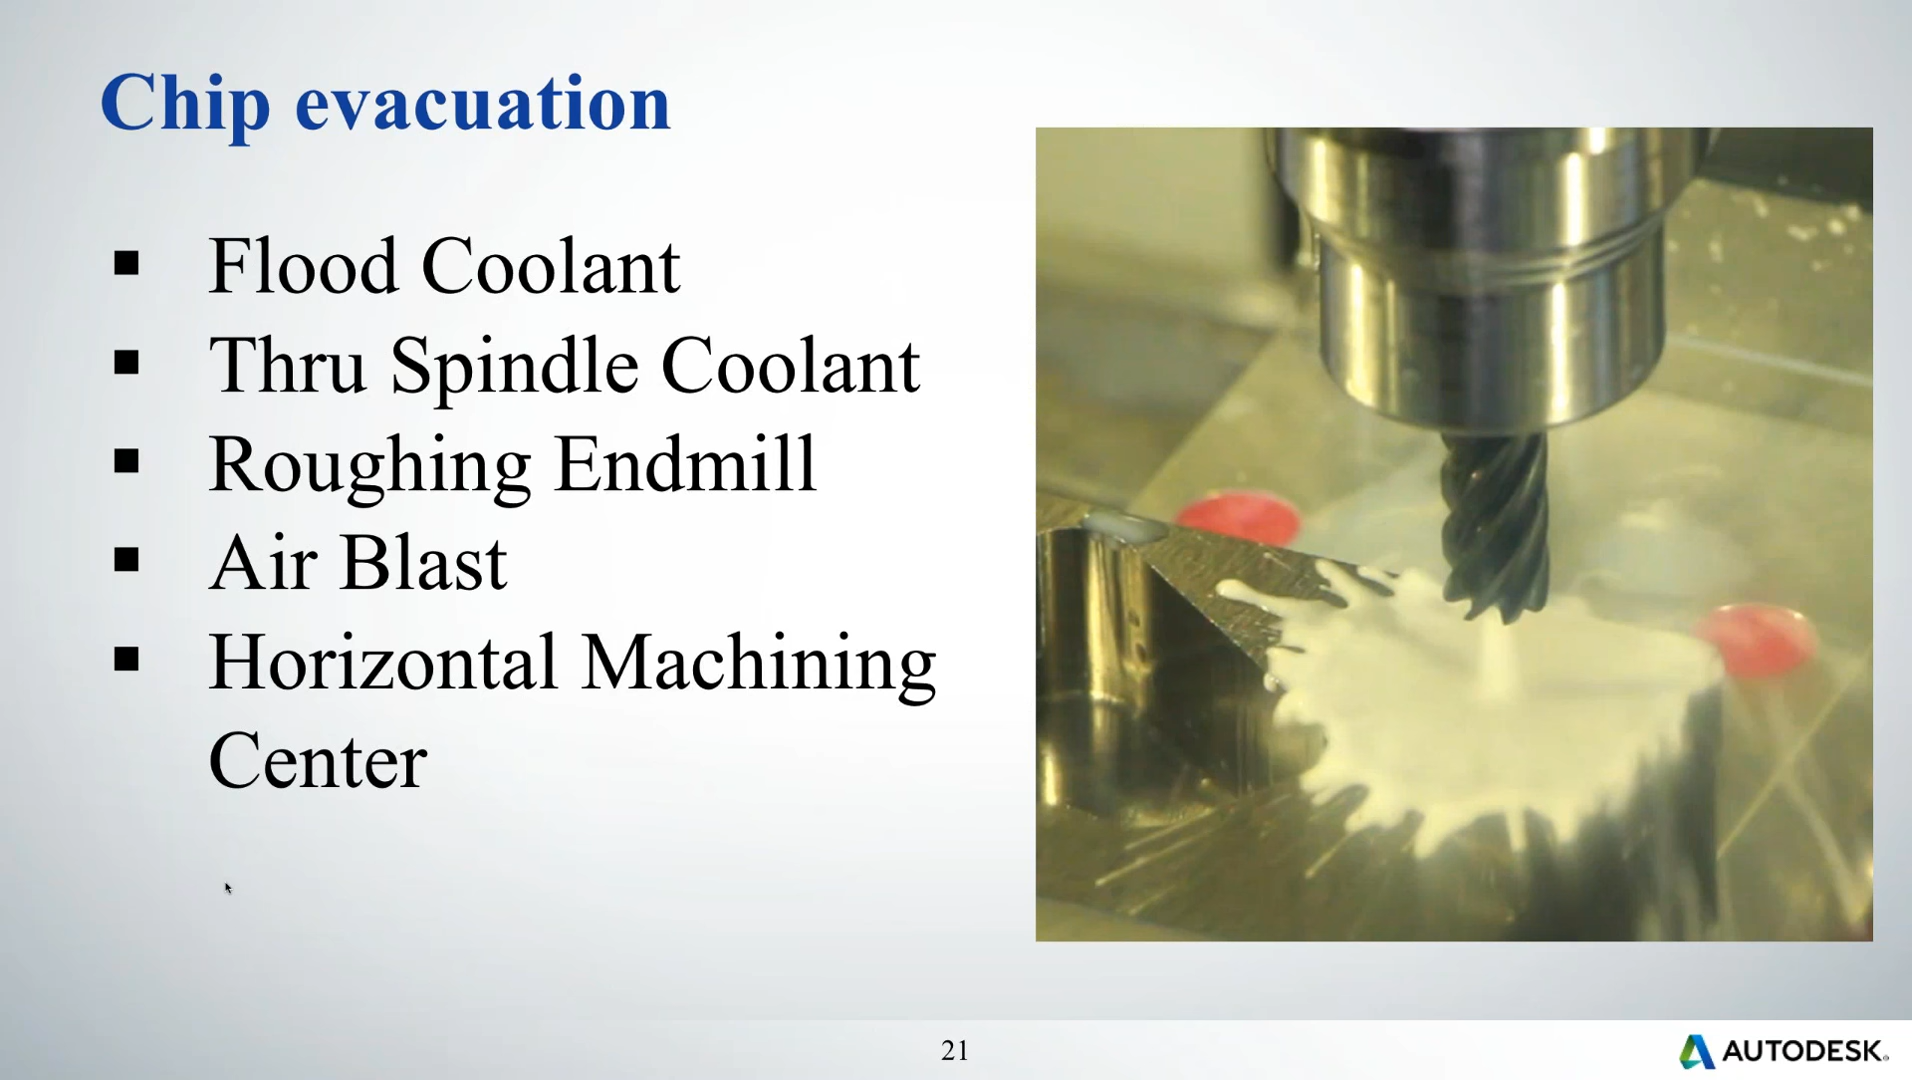 Chip evacuation
Flood Coolant
Thru Spindle Coolant
Roughing Endmill
Air Blast
Horizontal Machining
Center
21
AUTODESK.